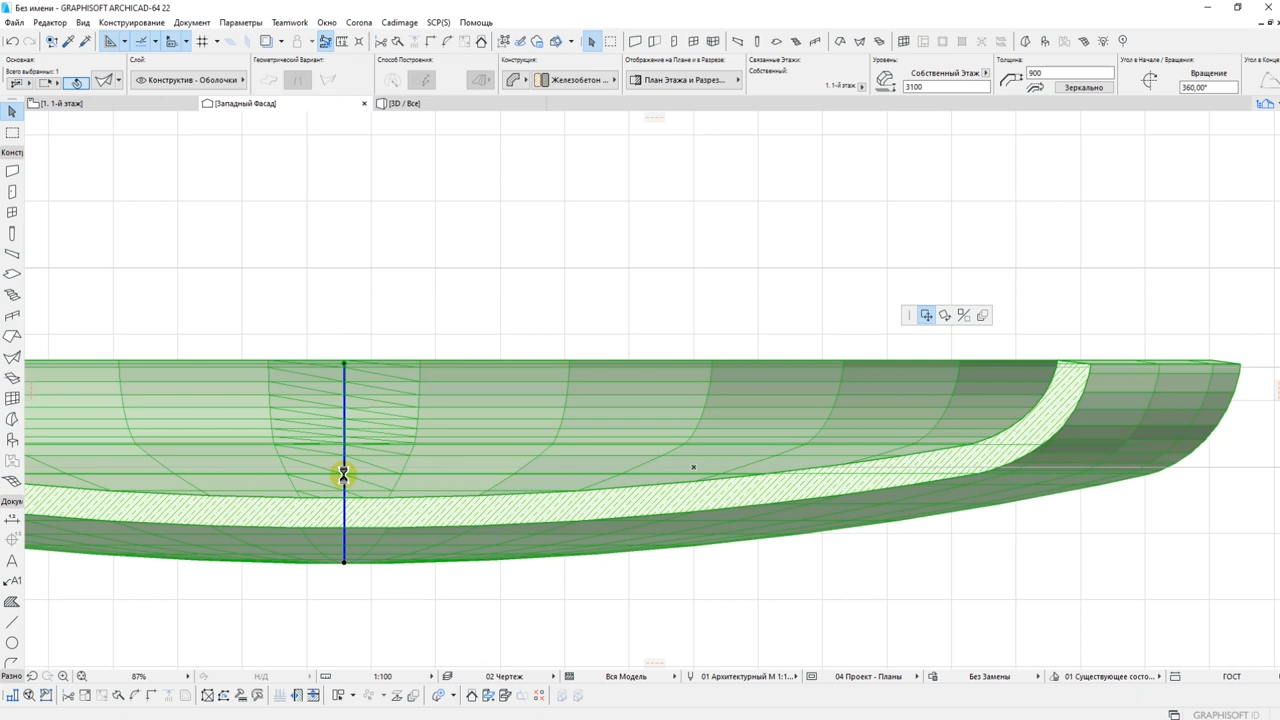 Без имени - GRAPHISOFT ARCHICAD-64 22
Файл Редактор Вид Конструирование Документ Параметры Teamwork Окно Corona Cadimage SCP(S) Помощь
Основная: Слой: Геометрический Вариант: Способ Построения: Конструкция: Отображение на Плане и в Разрезе: Связанные Этажи: Уровень: Толщина: Угол в Начале / Вращения:
Всего выбранных: 1 Конструктив - Оболочки Железобетон ... План Этажа и Разрез... Собственный: Собственный Этаж 900 Вращение
1. 1-й этаж 3100 Зеркально 360,00°
[1. 1-й этаж] [Западный Фасад] [3D / Все]
Конст
Докум
1.2
A
A1
Разно
Н/Д 87% 1:100 02 Чертеж Вся Модель 01 Архитектурный М 1:1... 04 Проект - Планы Без Замены 01 Существующее состо... ГОСТ
GRAPHISOFT ID